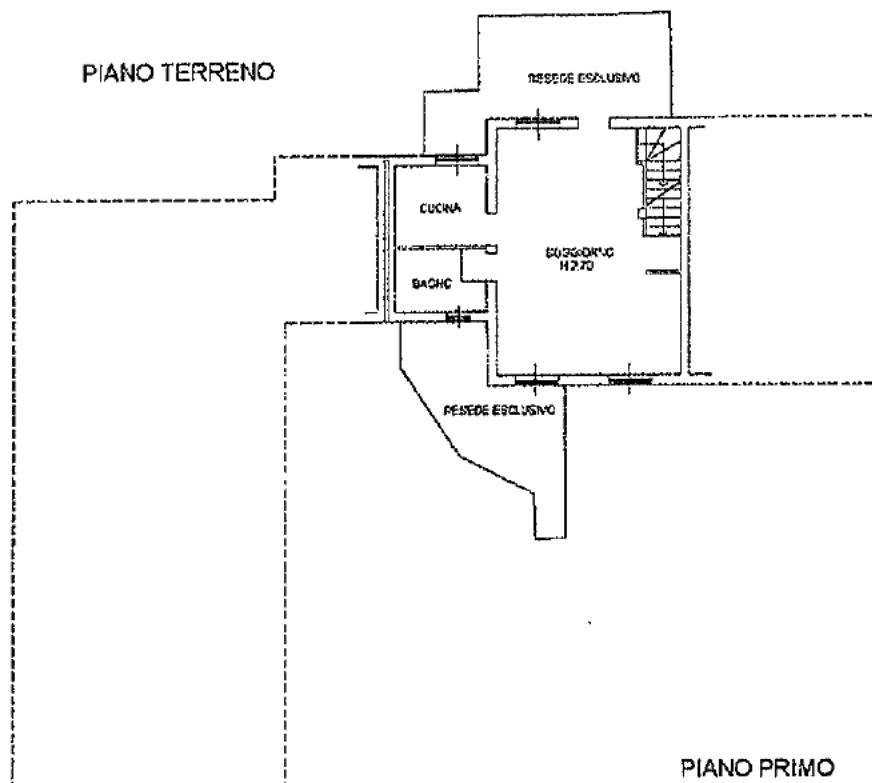 PIANO TERRENO
RESEDE ESCLUSIVO
CUCINA
SOGGIORNO
H 2.70
BAGNO
RESEDE ESCLUSIVO
PIANO PRIMO